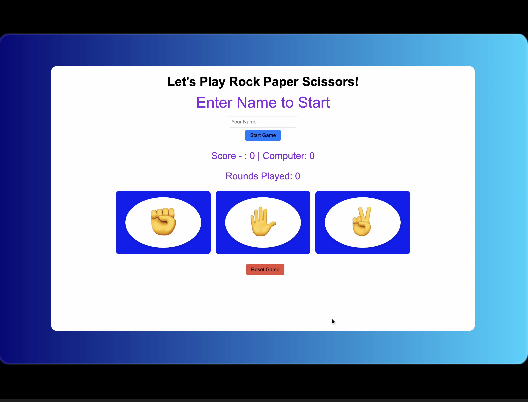 Let's Play Rock Paper Scissors!
Enter Name to Start
Your Name
Start Game
Score - : 0 | Computer: 0
Rounds Played: 0
Reset Game